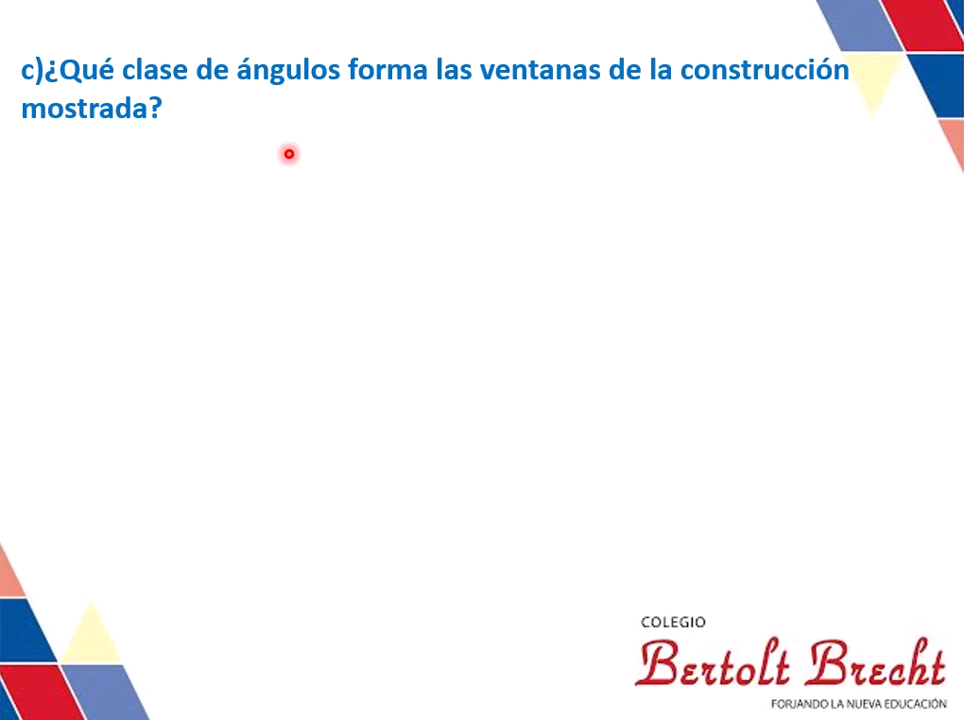 c)¿Qué clase de ángulos forma las ventanas de la construcción
mostrada?
COLEGIO
Bertolt Brecht
FORJANDO LA NUEVA EDUCACIÓN